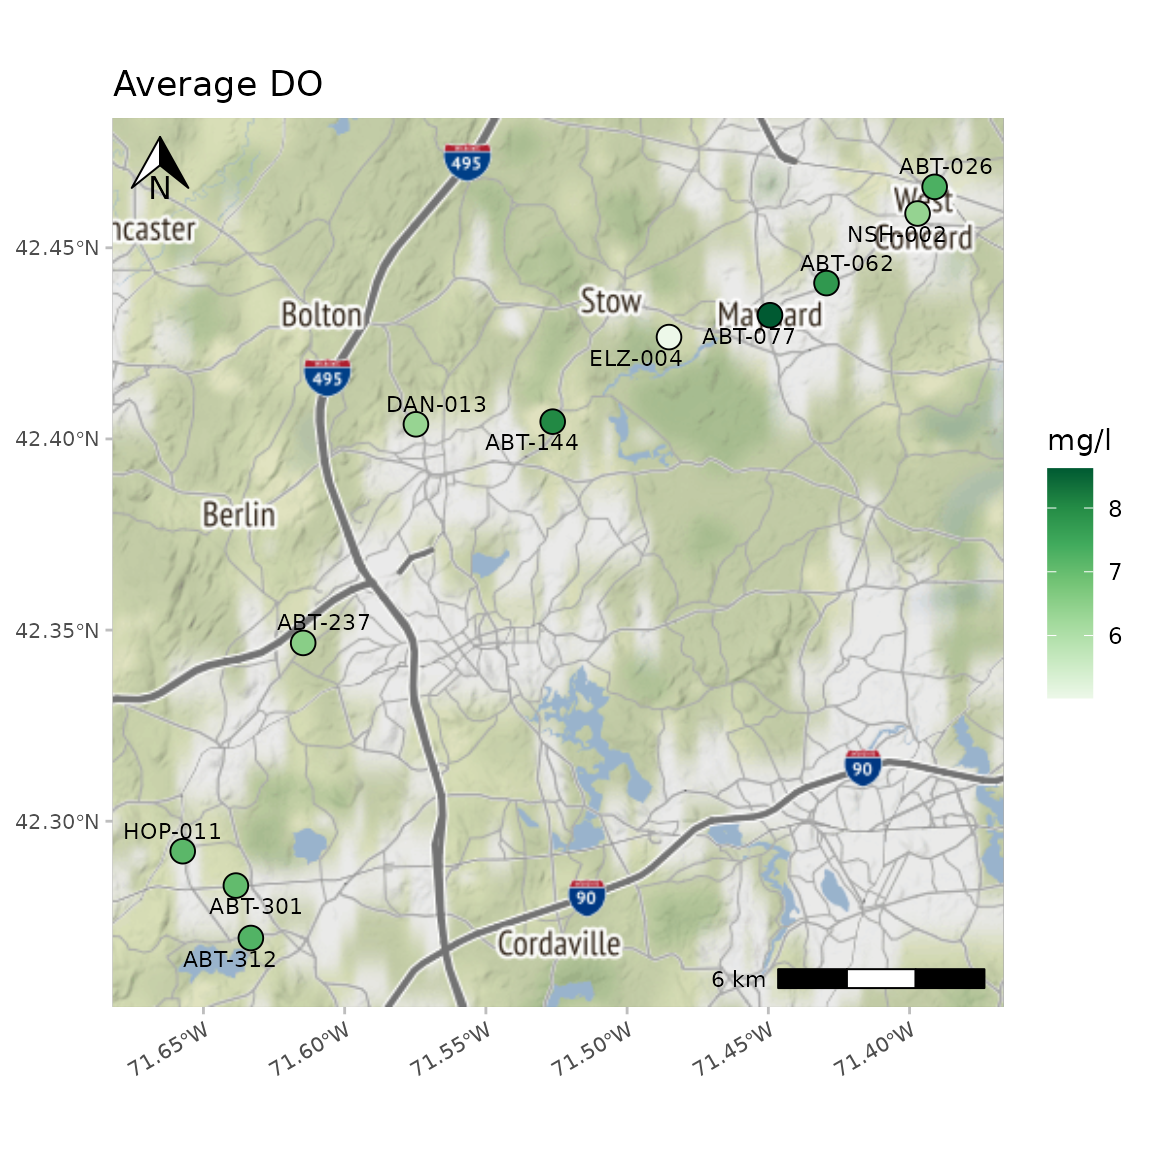 Average DO
N
495
ABT-026
West
Concord
NSH-002
ncaster
ABT-062
Bolton
Stow
Maynard
ABT-077
ELZ-004
495
DAN-013
ABT-144
Berlin
ABT-237
90
HOP-011
ABT-301
90
Cordaville
ABT-312
6 km
42.45°N
42.40°N
42.35°N
42.30°N
71.65°W
71.60°W
71.55°W
71.50°W
71.45°W
71.40°W
mg/l
8
7
6